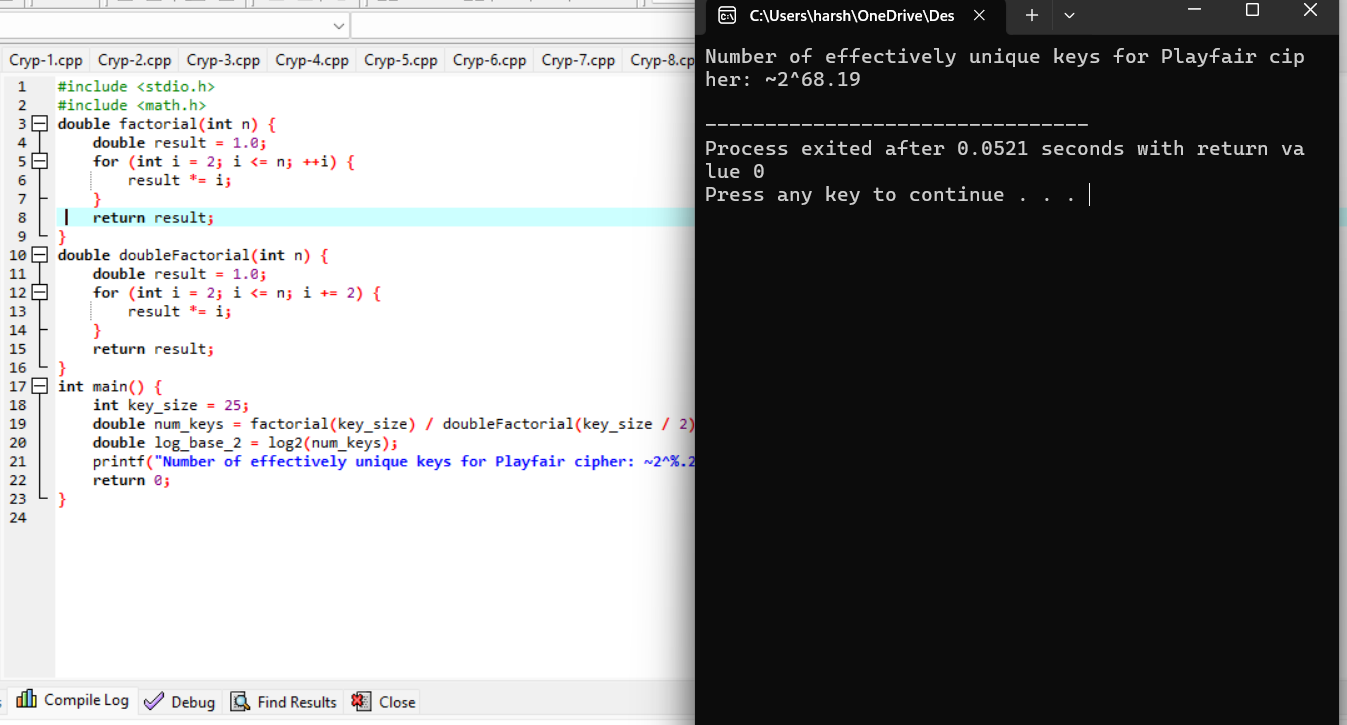 Cryp-1.cpp Cryp-2.cpp Cryp-3.cpp Cryp-4.cpp Cryp-5.cpp Cryp-6.cpp Cryp-7.cpp Cryp-8.cp
1 #include <stdio.h>
2 #include <math.h>
3 double factorial(int n) {
4 double result = 1.0;
5 for (int i = 2; i <= n; ++i) {
6 result *= i;
7 }
8 return result;
9 }
10 double doubleFactorial(int n) {
11 double result = 1.0;
12 for (int i = 2; i <= n; i += 2) {
13 result *= i;
14 }
15 return result;
16 }
17 int main() {
18 int key_size = 25;
19 double num_keys = factorial(key_size) / doubleFactorial(key_size / 2)
20 double log_base_2 = log2(num_keys);
21 printf("Number of effectively unique keys for Playfair cipher: ~2^%.2
22 return 0;
23 }
24
Compile Log Debug Find Results Close
C:\Users\harsh\OneDrive\Des
Number of effectively unique keys for Playfair cip
her: ~2^68.19
--------------------------------
Process exited after 0.0521 seconds with return va
lue 0
Press any key to continue . . .